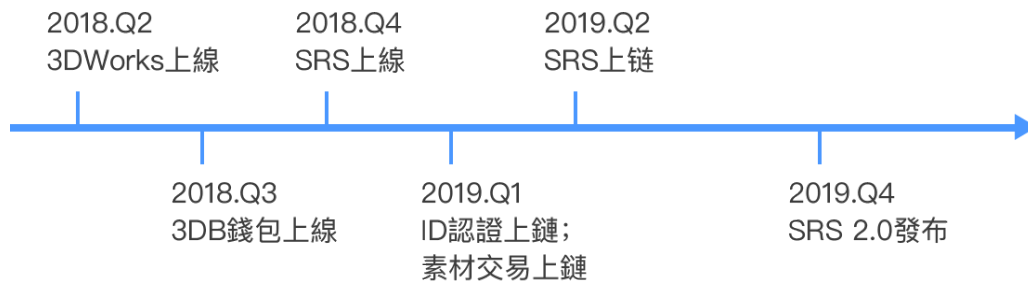 2018.Q2
3DWorks上線
2018.Q4
SRS上線
2019.Q2
SRS上链
2018.Q3
3DB錢包上線
2019.Q1
ID認證上鏈；
素材交易上鏈
2019.Q4
SRS 2.0發布